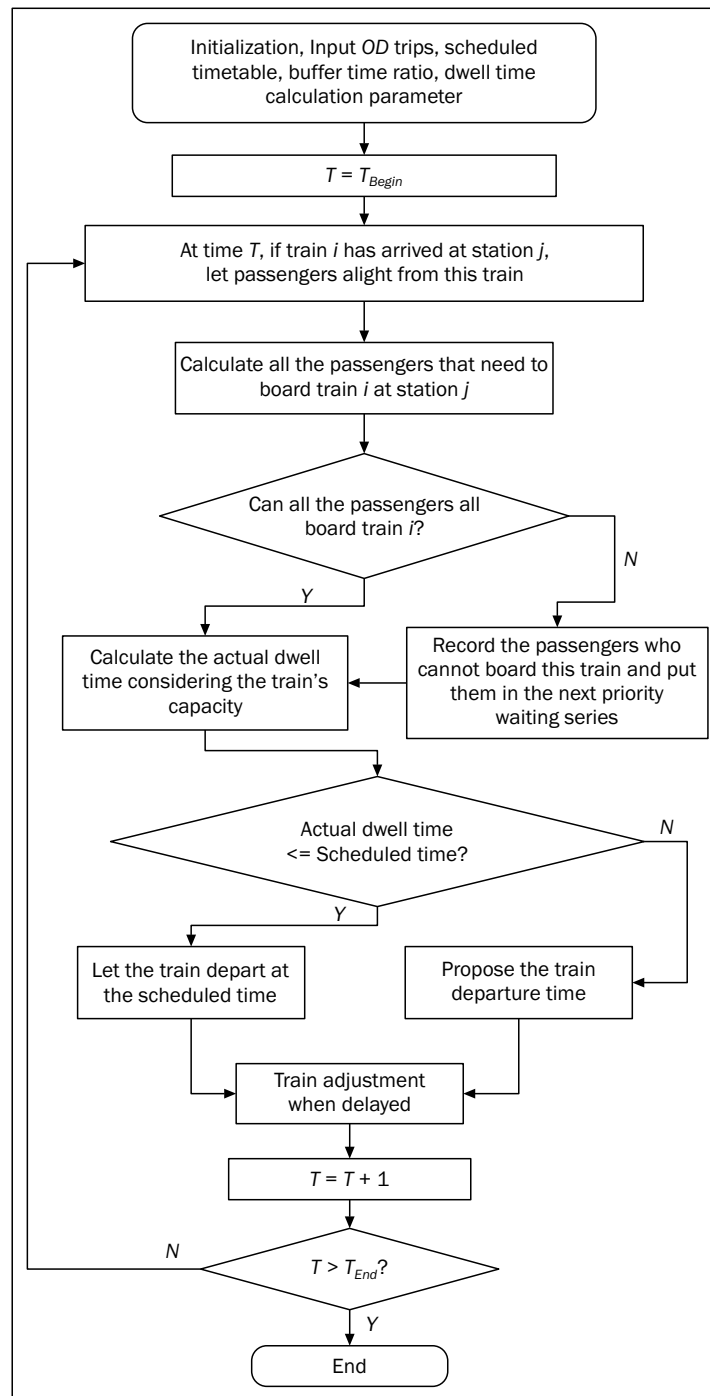 Initialization, Input OD trips, scheduled
timetable, buffer time ratio, dwell time
calculation parameter
T = T_Begin
At time T, if train i has arrived at station j,
let passengers alight from this train
Calculate all the passengers that need to
board train i at station j
Can all the passengers all
board train i?
N
Y
Calculate the actual dwell
time considering the train's
capacity
Record the passengers who
cannot board this train and put
them in the next priority
waiting series
Actual dwell time
<= Scheduled time?
N
Y
Let the train depart at
the scheduled time
Propose the train
departure time
Train adjustment
when delayed
T = T + 1
N
T > T_End?
Y
End